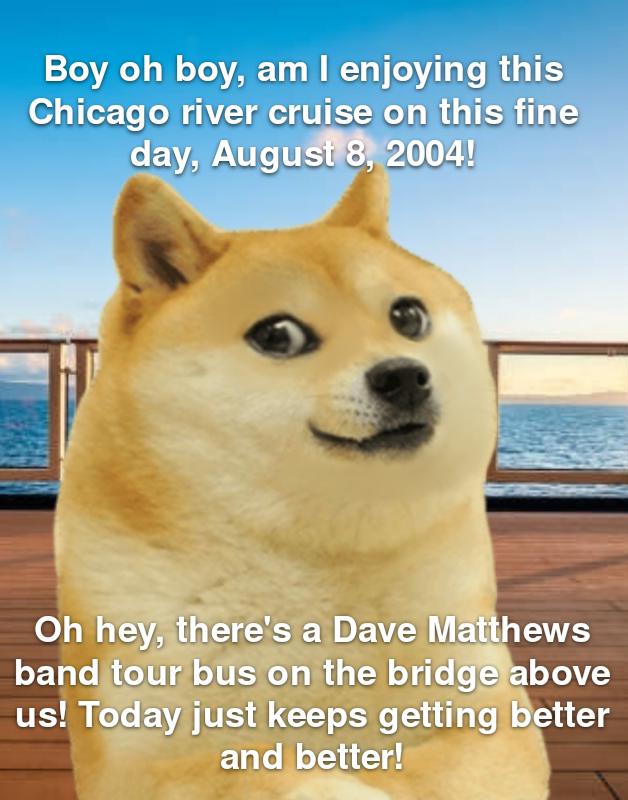 Boy oh boy, am I enjoying this
Chicago river cruise on this fine
day, August 8, 2004!
Oh hey, there's a Dave Matthews
band tour bus on the bridge above
us! Today just keeps getting better
and better!